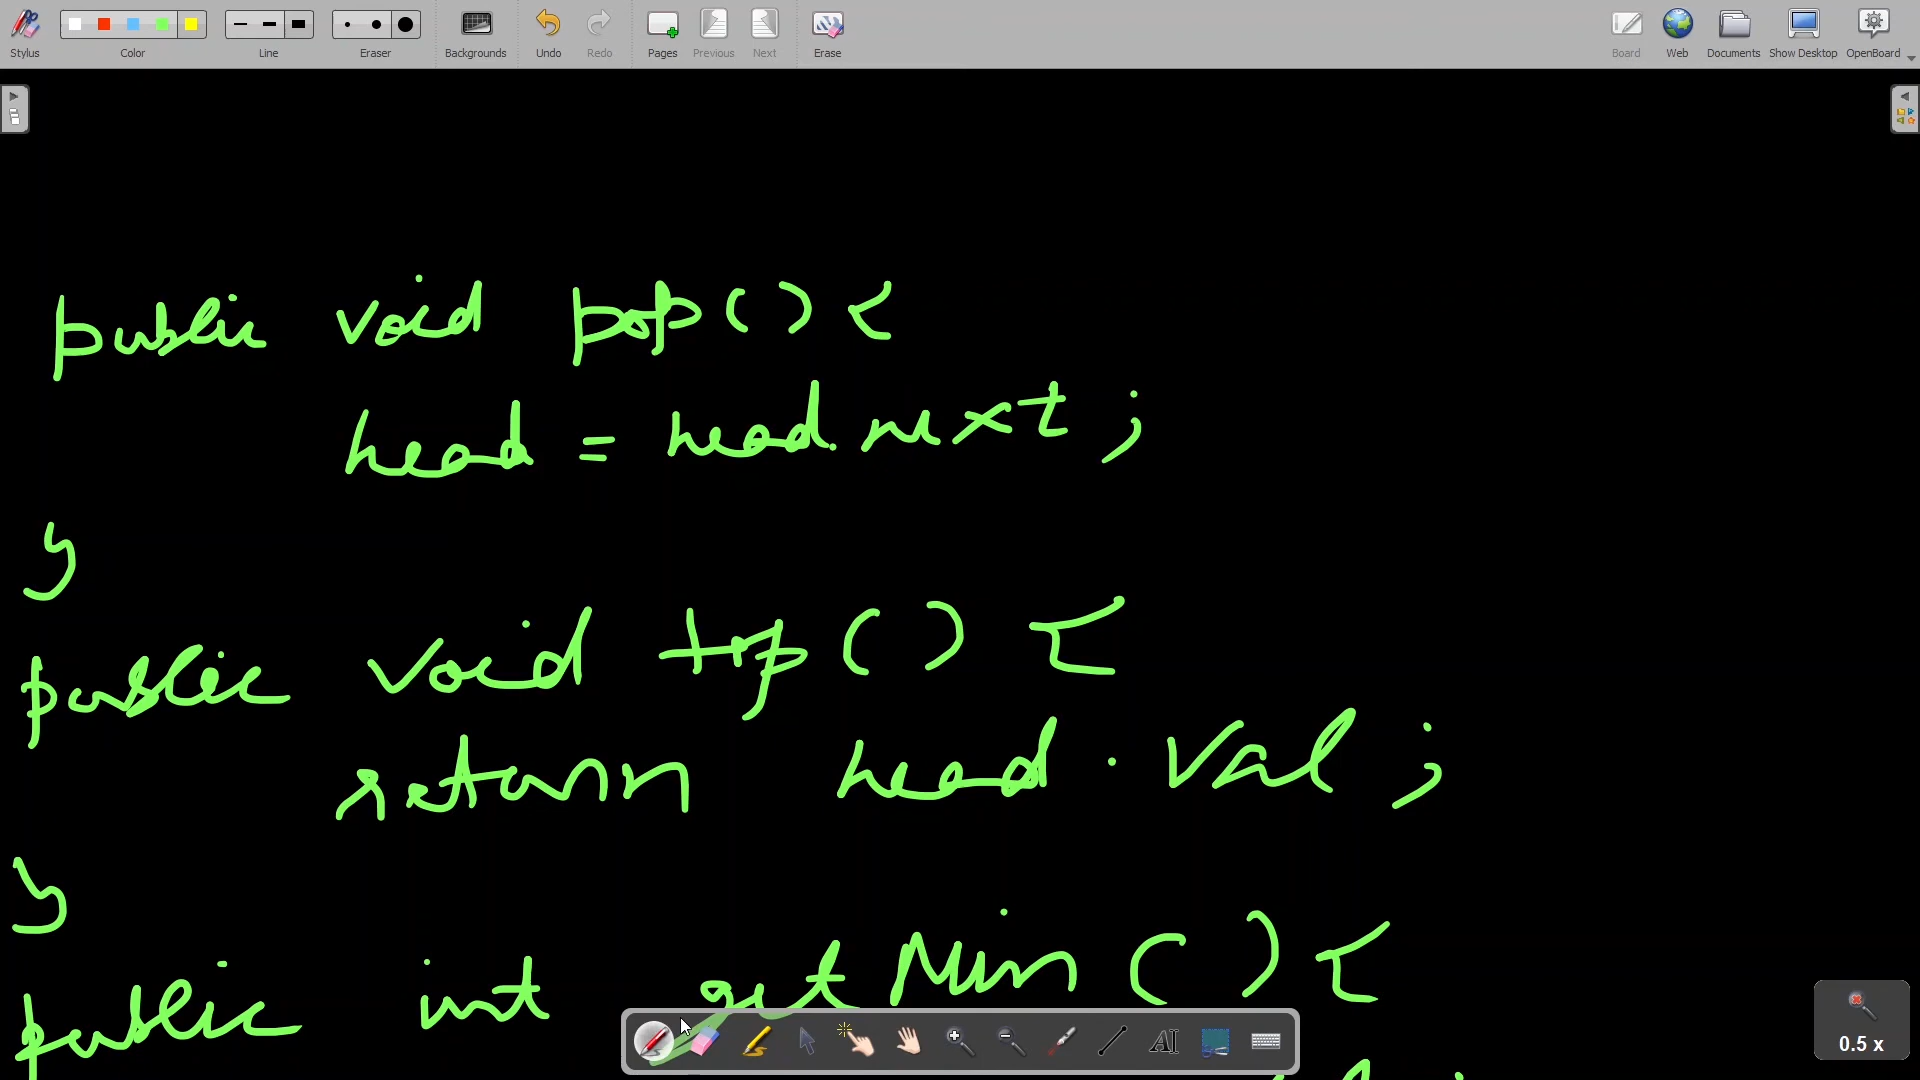 Stylus Color Line Eraser Backgrounds Undo Redo Pages Previous Next Erase Board Web Documents Show Desktop OpenBoard
public void pop() {
head = head.next;
}
public void top() {
return head.val;
}
public int getMin() {
AI
0.5 x